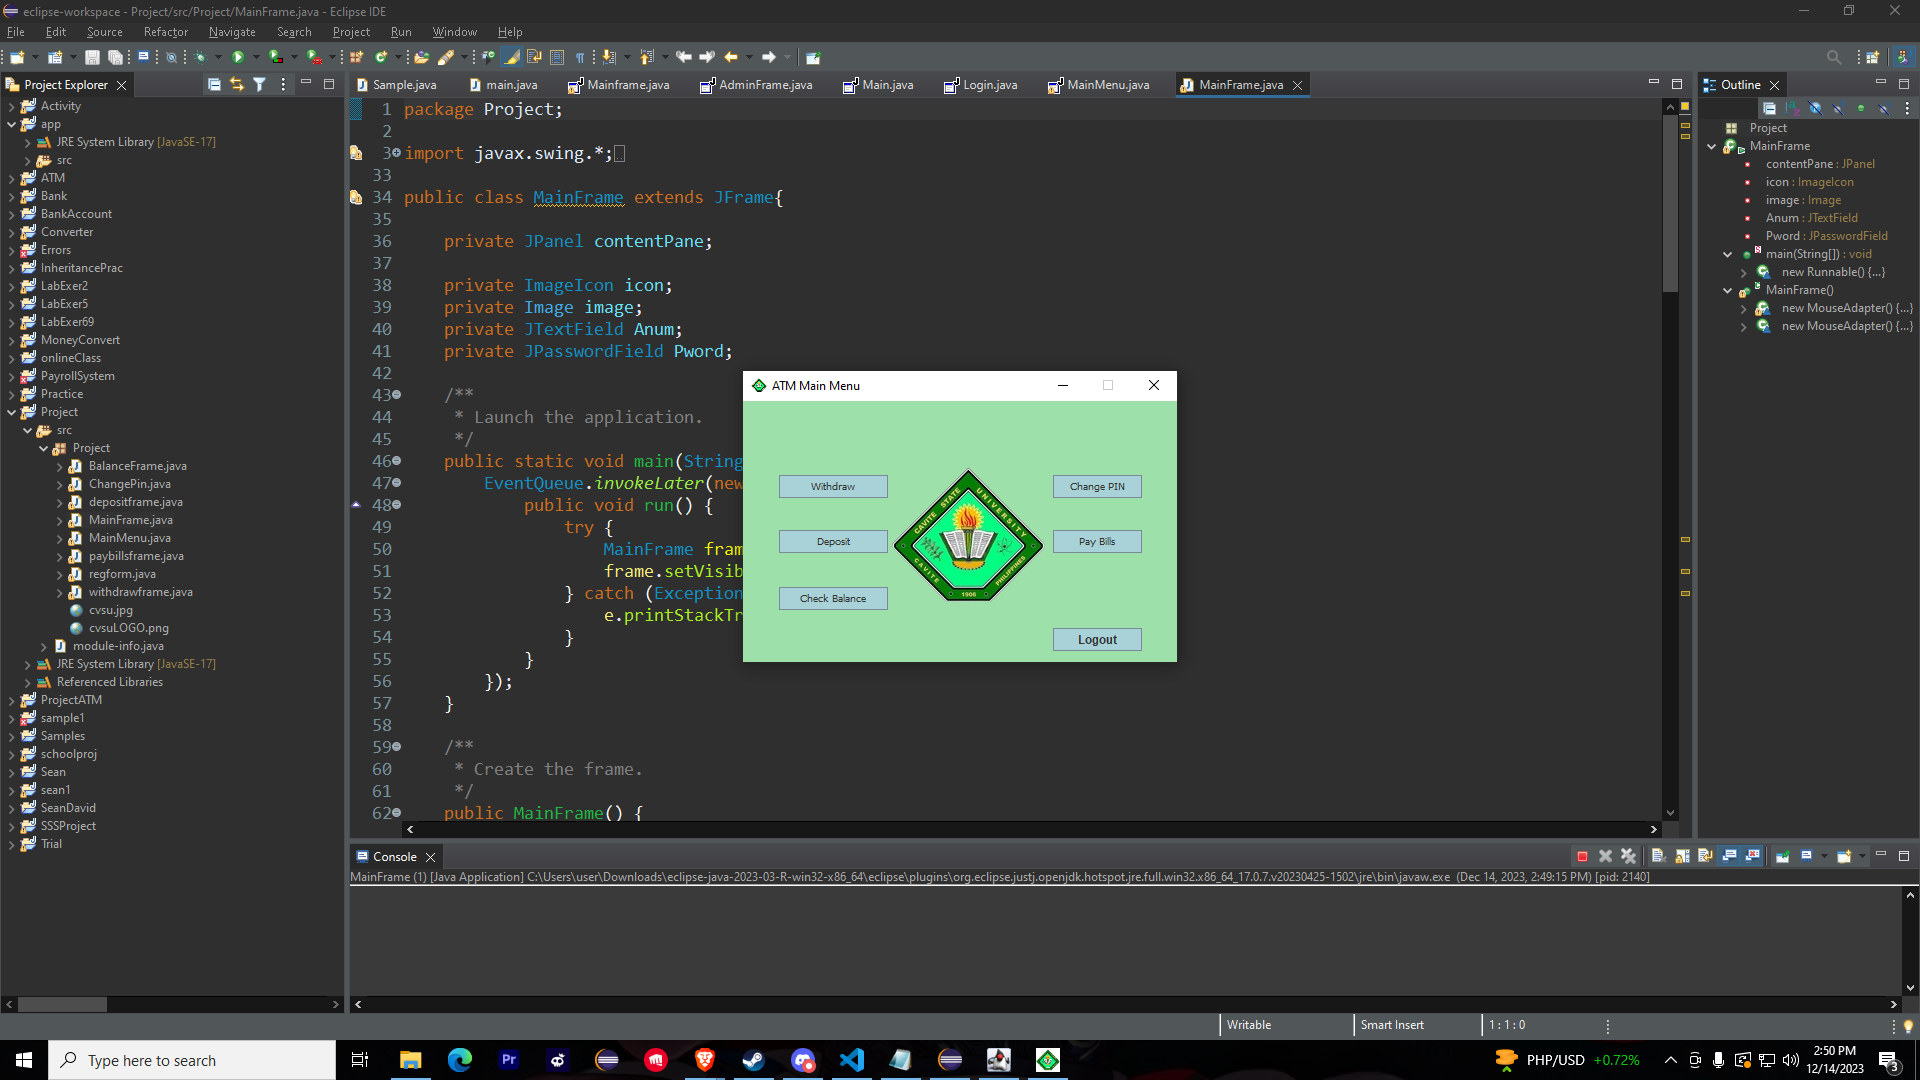 eclipse-workspace - Project/src/Project/MainFrame.java - Eclipse IDE
File Edit Source Refactor Navigate Search Project Run Window Help
Project Explorer
Activity
app
JRE System Library [JavaSE-17]
src
ATM
Bank
BankAccount
Converter
Errors
InheritancePrac
LabExer2
LabExer5
LabExer69
MoneyConvert
onlineClass
PayrollSystem
Practice
Project
src
Project
BalanceFrame.java
ChangePin.java
depositframe.java
MainFrame.java
MainMenu.java
paybillsframe.java
regform.java
withdrawframe.java
cvsu.jpg
cvsuLOGO.png
module-info.java
JRE System Library [JavaSE-17]
Referenced Libraries
ProjectATM
sample1
Samples
schoolproj
Sean
sean1
SeanDavid
SSSProject
Trial
Sample.java main.java Mainframe.java AdminFrame.java Main.java Login.java MainMenu.java MainFrame.java
1 package Project;
2
3 import javax.swing.*;
33
34 public class MainFrame extends JFrame{
35
36 private JPanel contentPane;
37
38 private ImageIcon icon;
39 private Image image;
40 private JTextField Anum;
41 private JPasswordField Pword;
42
43 /**
44 * Launch the application.
45 */
46 public static void main(String
47 EventQueue.invokeLater(new
48 public void run() {
49 try {
50 MainFrame fram
51 frame.setVisib
52 } catch (Exception
53 e.printStackTr
54 }
55 }
56 });
57 }
58
59 /**
60 * Create the frame.
61 */
62 public MainFrame() {
ATM Main Menu
Withdraw
Deposit
Check Balance
CAVITE STATE UNIVERSITY
CAVITE PHILIPPINES
1906
Change PIN
Pay Bills
Logout
Outline
Project
MainFrame
contentPane : JPanel
icon : ImageIcon
image : Image
Anum : JTextField
Pword : JPasswordField
main(String[]) : void
new Runnable() {...}
MainFrame()
new MouseAdapter() {...}
new MouseAdapter() {...}
Console
MainFrame (1) [Java Application] C:\Users\user\Downloads\eclipse-java-2023-03-R-win32-x86_64\eclipse\plugins\org.eclipse.justj.openjdk.hotspot.jre.full.win32.x86_64_17.0.7.v20230425-1502\jre\bin\javaw.exe (Dec 14, 2023, 2:49:15 PM) [pid: 2140]
Writable Smart Insert 1 : 1 : 0
Type here to search
Pr
PHP/USD +0.72%
2:50 PM
12/14/2023
3